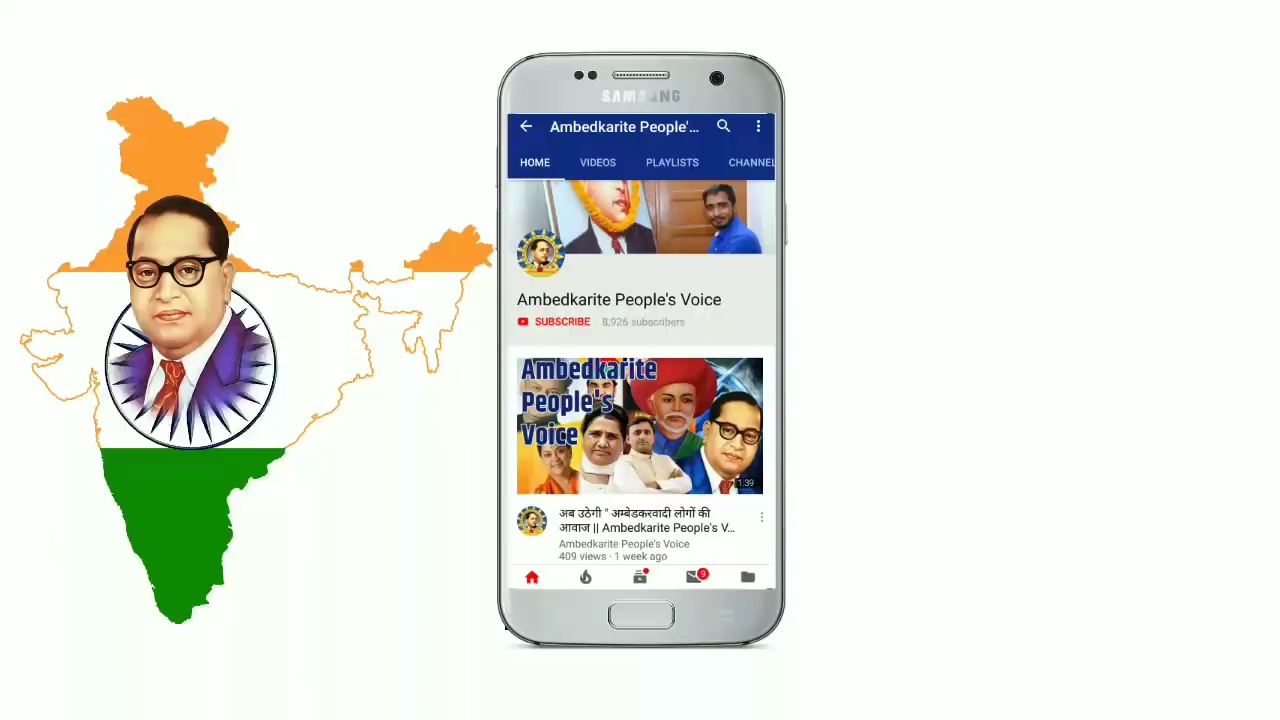 SAMSUNG
Ambedkarite People'...
HOME VIDEOS PLAYLISTS CHANNEL
Ambedkarite People's Voice
SUBSCRIBE 8,926 subscribers
Ambedkarite
People's
Voice
1:39
अब उठेगी " अम्बेडकरवादी लोगों की
आवाज || Ambedkarite People's V...
Ambedkarite People's Voice
409 views · 1 week ago
9